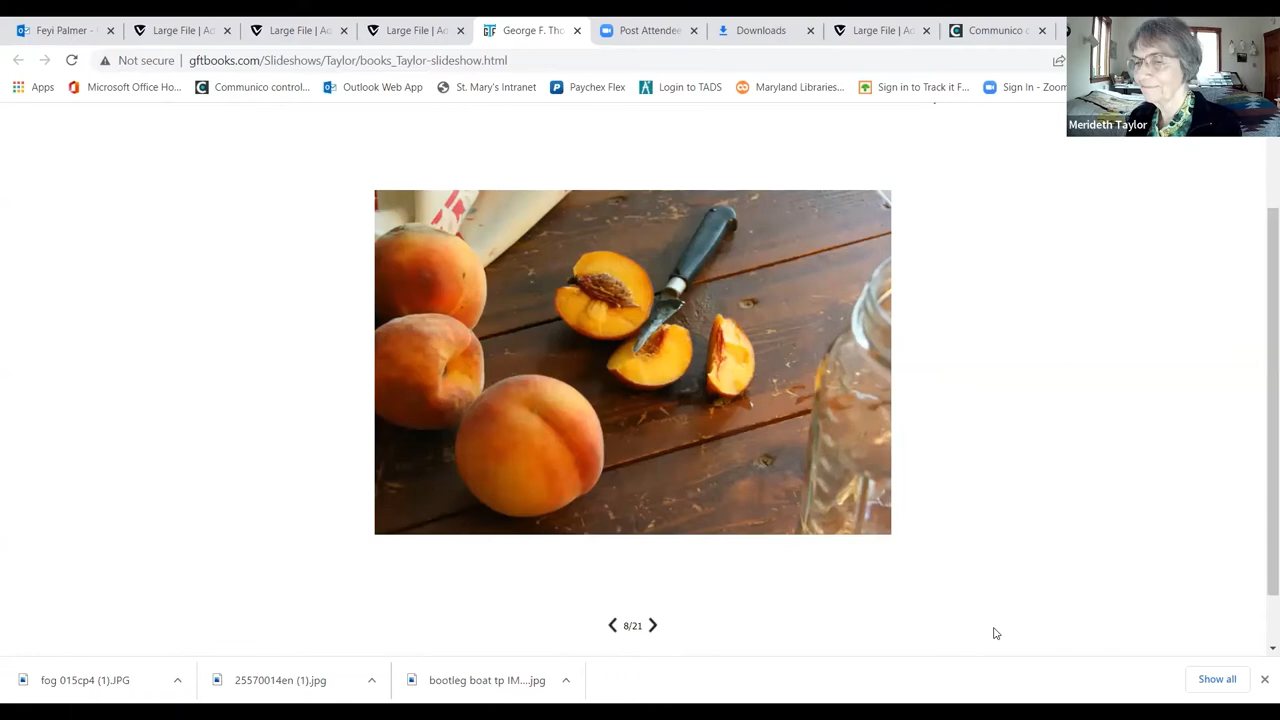 Feyi Palmer -
Large File | Ad
Large File | Ad
Large File | Ad
George F. Tho
Post Attendee
Downloads
Large File | Ad
Communico c
Not secure
gftbooks.com/Slideshows/Taylor/books_Taylor-slideshow.html
Apps
Microsoft Office Ho...
Communico control...
Outlook Web App
St. Mary's Intra...
Paychex Flex
Login to TADS
Maryland Libraries...
Sign in to Track it F...
Sign In - Zoom
Merideth Taylor
8/21
fog 015cp4 (1).JPG
25570014en (1).jpg
bootleg boat tp IM....jpg
Show all